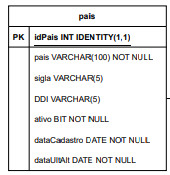 pais
PK idPais INT IDENTITY(1,1)
pais VARCHAR(100) NOT NULL
sigla VARCHAR(5)
DDI VARCHAR(5)
ativo BIT NOT NULL
dataCadastro DATE NOT NULL
dataUltAlt DATE NOT NULL